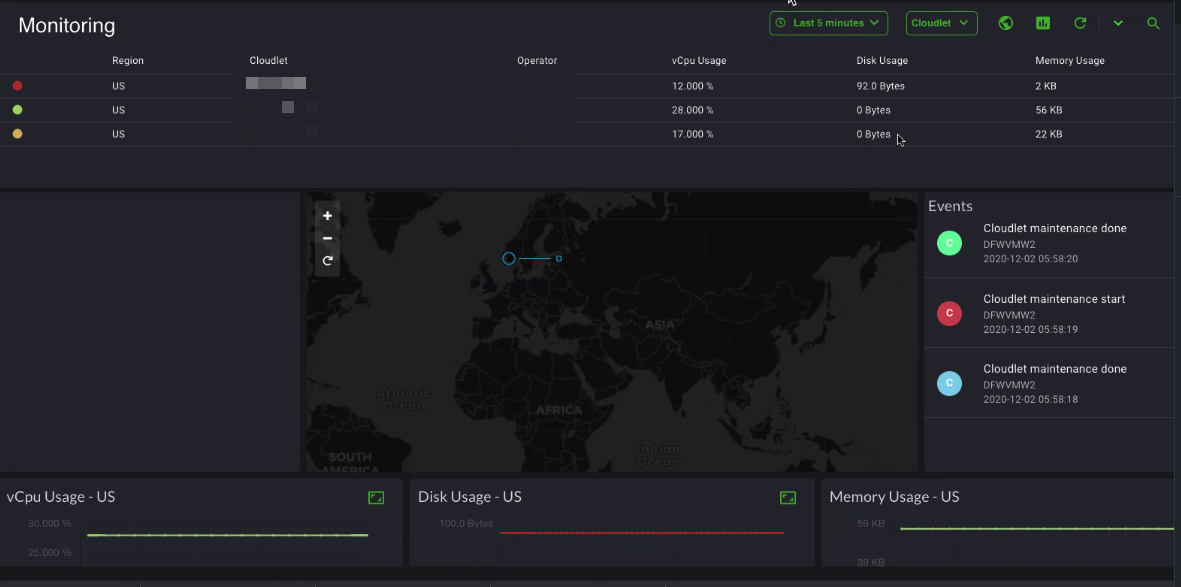 Monitoring
Last 5 minutes
Cloudlet
Region Cloudlet Operator vCpu Usage Disk Usage Memory Usage
US 12.000 % 92.0 Bytes 2 KB
US 28.000 % 0 Bytes 56 KB
US 17.000 % 0 Bytes 22 KB
ASIA
Atlantic
Ocean
AFRICA
Indian
Ocean
SOUTH
AMERICA
Events
C
Cloudlet maintenance done
DFWVMW2
2020-12-02 05:58:20
C
Cloudlet maintenance start
DFWVMW2
2020-12-02 05:58:19
C
Cloudlet maintenance done
DFWVMW2
2020-12-02 05:58:18
vCpu Usage - US
30.000 %
25.000 %
Disk Usage - US
100.0 Bytes
Memory Usage - US
59 KB
39 KB